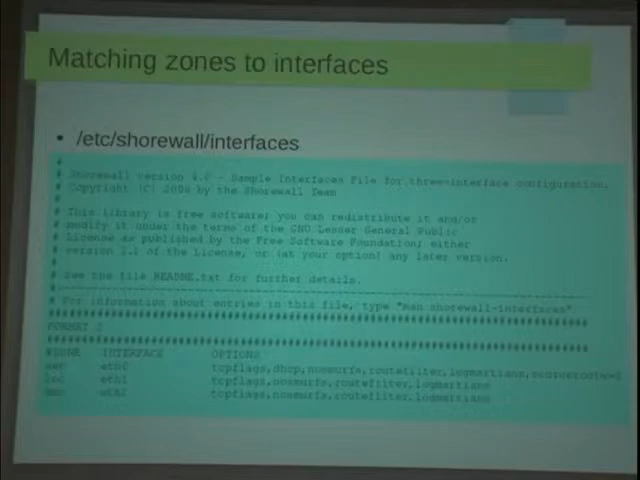 Matching zones to interfaces
• /etc/shorewall/interfaces
#
# Shorewall version 4.0 - Sample Interfaces File for three-interface configuration.
# Copyright (C) 2006 by the Shorewall Team
#
# This library is free software; you can redistribute it and/or
# modify it under the terms of the GNU Lesser General Public
# License as published by the Free Software Foundation; either
# version 2.1 of the License, or (at your option) any later version.
#
# See the file README.txt for further details.
#------------------------------------------------------------------------------
# For information about entries in this file, type "man shorewall-interfaces"
###############################################################################
FORMAT 2
###############################################################################
#ZONE INTERFACE OPTIONS
net eth0 tcpflags,dhcp,nosmurfs,routefilter,logmartians,sourceroute=0
loc eth1 tcpflags,nosmurfs,routefilter,logmartians
dmz eth2 tcpflags,nosmurfs,routefilter,logmartians